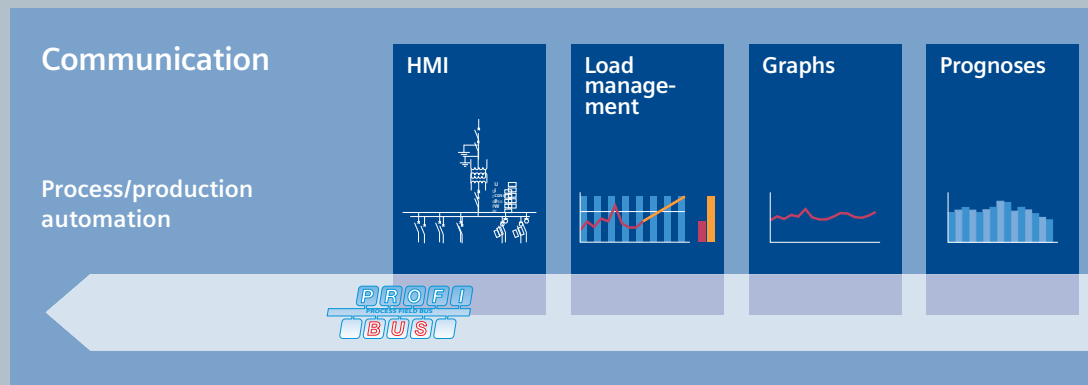 Communication
HMI
Load
manage-
ment
Graphs
Prognoses
Process/production
automation
PROFI
PROCESS FIELD BUS
BUS